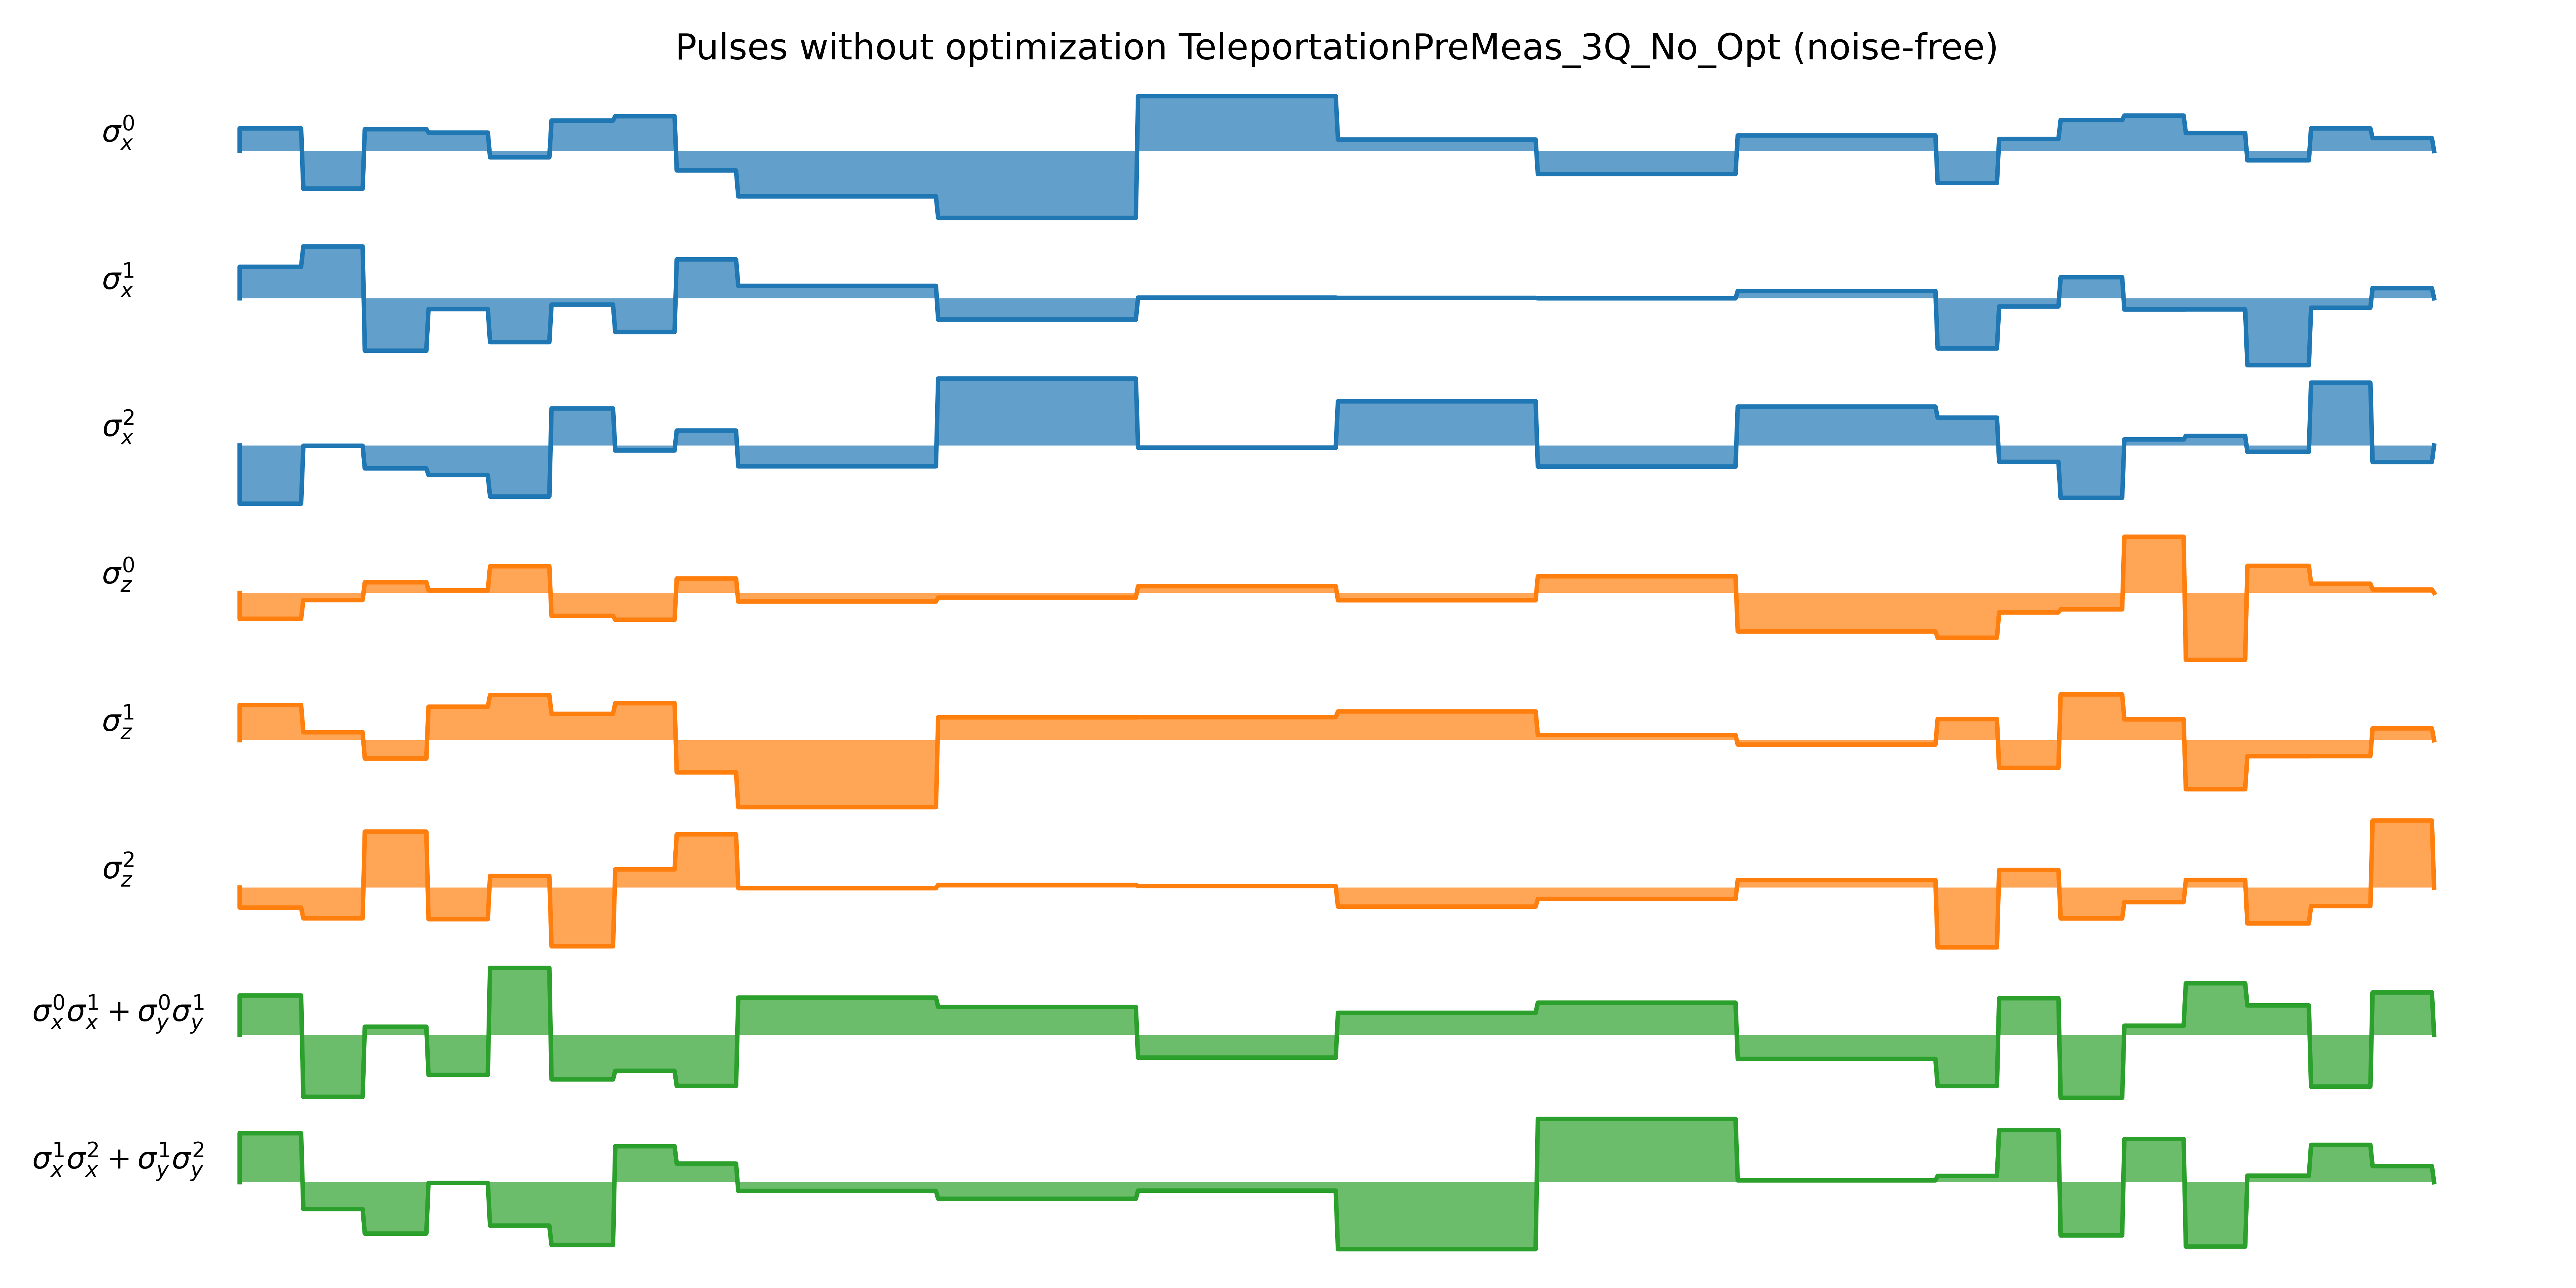 Pulses without optimization TeleportationPreMeas_3Q_No_Opt (noise-free)
σ_x^0
σ_x^1
σ_x^2
σ_z^0
σ_z^1
σ_z^2
σ_x^0σ_x^1 + σ_y^0σ_y^1
σ_x^1σ_x^2 + σ_y^1σ_y^2